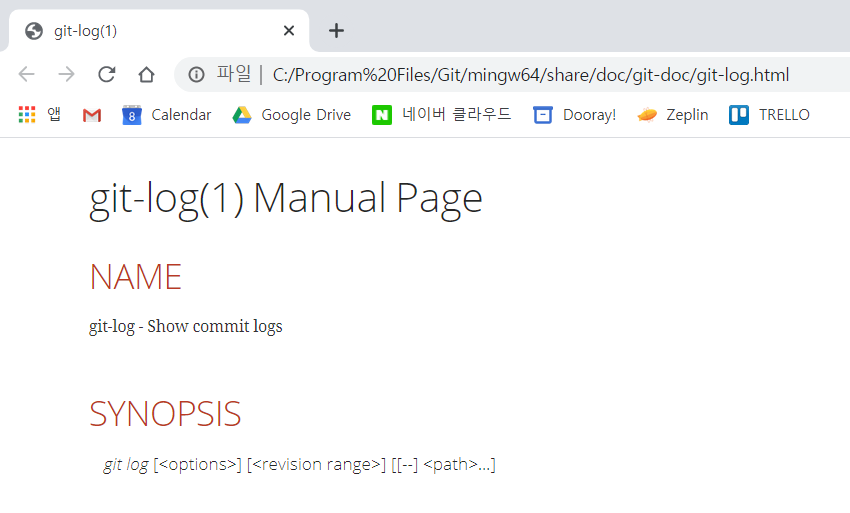 git-log(1)
파일 | C:/Program%20Files/Git/mingw64/share/doc/git-doc/git-log.html
앱 8 Calendar Google Drive N 네이버 클라우드 Dooray! Zeplin TRELLO
git-log(1) Manual Page
NAME
git-log - Show commit logs
SYNOPSIS
git log [<options>] [<revision range>] [[--] <path>...]